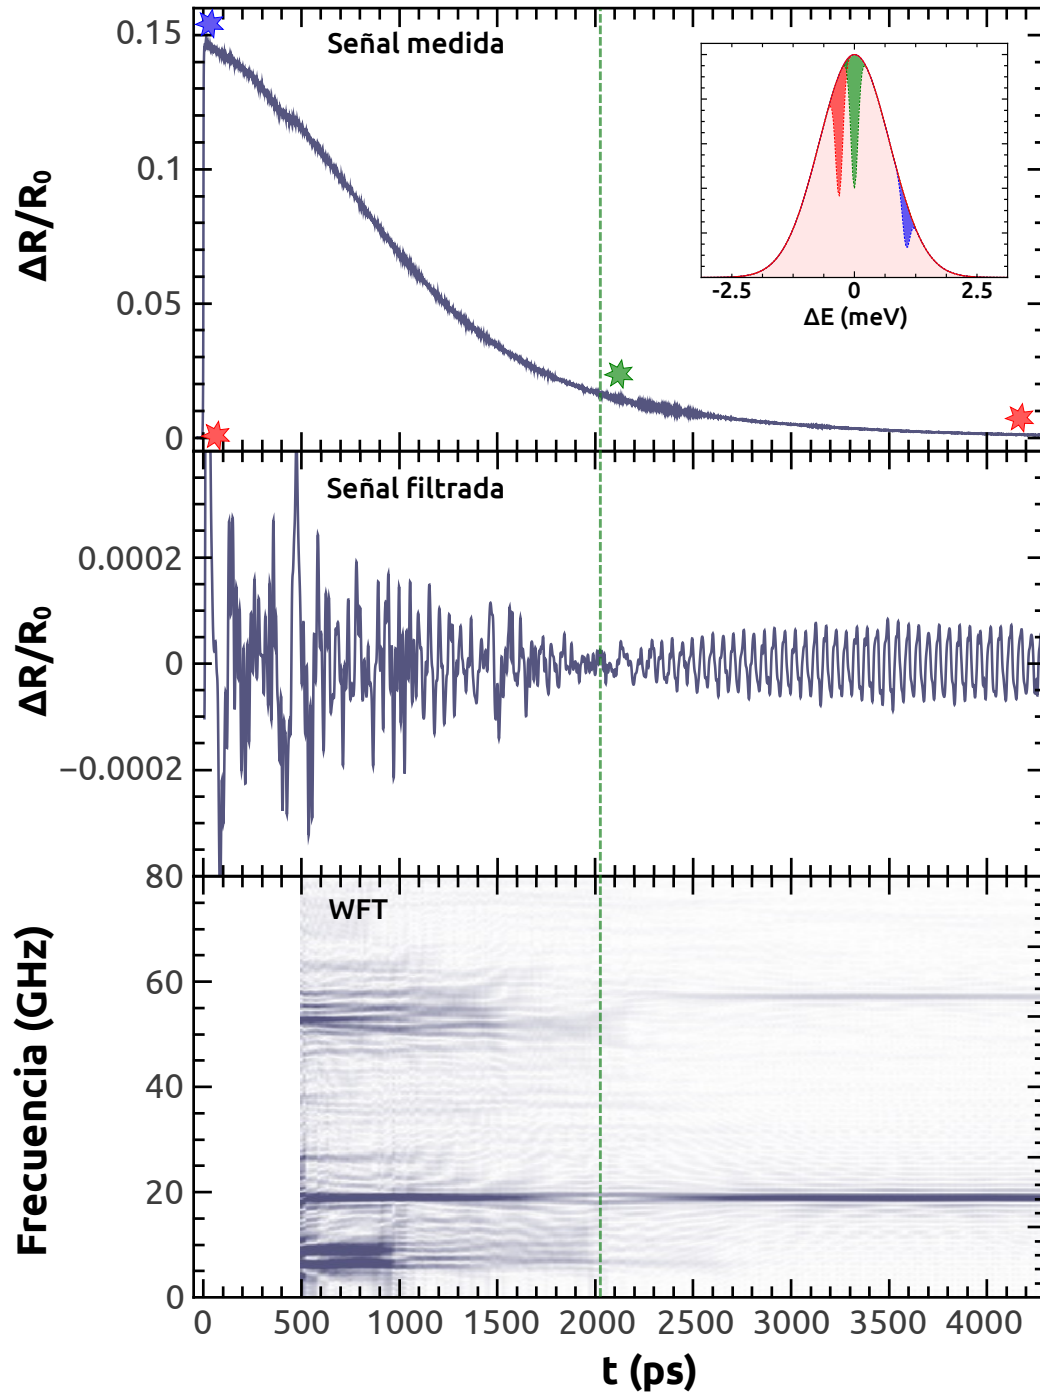 0.15
0.1
0.05
0
ΔR/R₀
Señal medida
-2.5
0
2.5
ΔE (meV)
Señal filtrada
0.0002
0
−0.0002
ΔR/R₀
WFT
80
60
40
20
0
Frecuencia (GHz)
0 500 1000 1500 2000 2500 3000 3500 4000
t (ps)